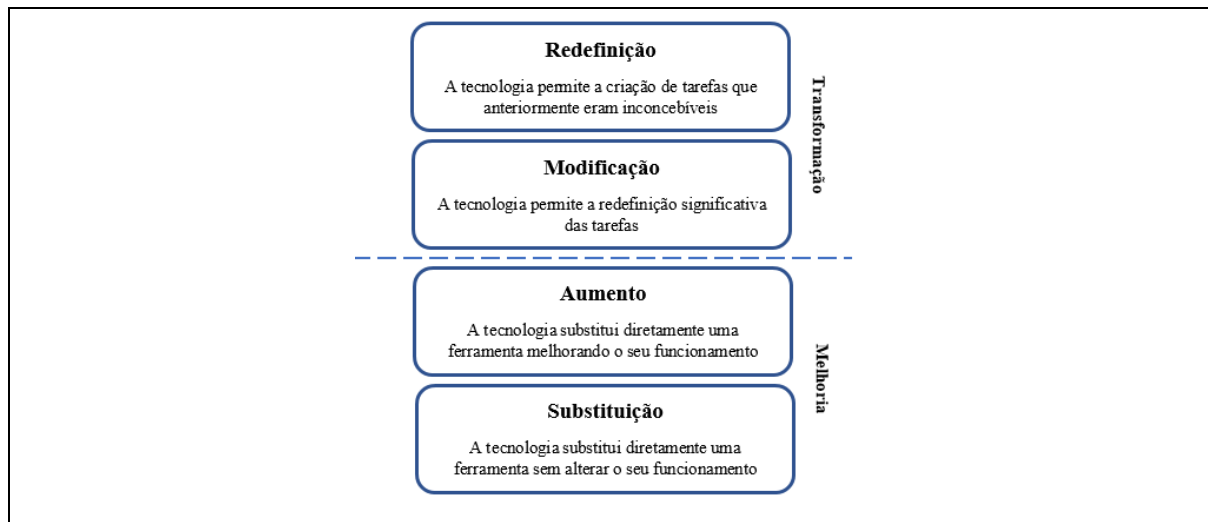 Redefinição
A tecnologia permite a criação de tarefas que
anteriormente eram inconcebíveis
Modificação
A tecnologia permite a redefinição significativa
das tarefas
Transformação
Aumento
A tecnologia substitui diretamente uma
ferramenta melhorando o seu funcionamento
Substituição
A tecnologia substitui diretamente uma
ferramenta sem alterar o seu funcionamento
Melhoria